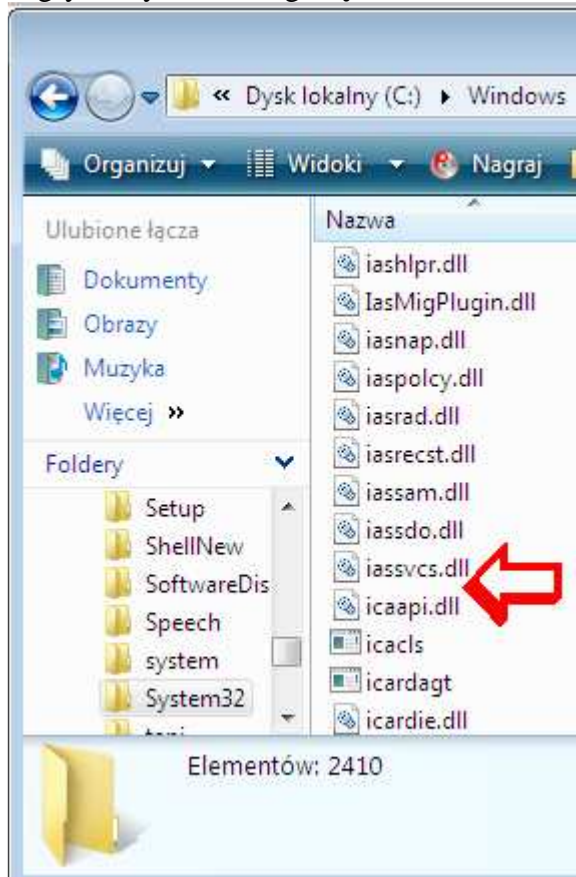 « Dysk lokalny (C:) ▸ Windows
Organizuj Widoki Nagraj
Ulubione łącza
Dokumenty
Obrazy
Muzyka
Więcej »
Foldery
Setup
ShellNew
SoftwareDis
Speech
system
System32
Nazwa
iashlpr.dll
IasMigPlugin.dll
iasnap.dll
iaspolcy.dll
iasrad.dll
iasrecst.dll
iassam.dll
iassdo.dll
iassvcs.dll
icaapi.dll
icacls
icardagt
icardie.dll
Elementów: 2410